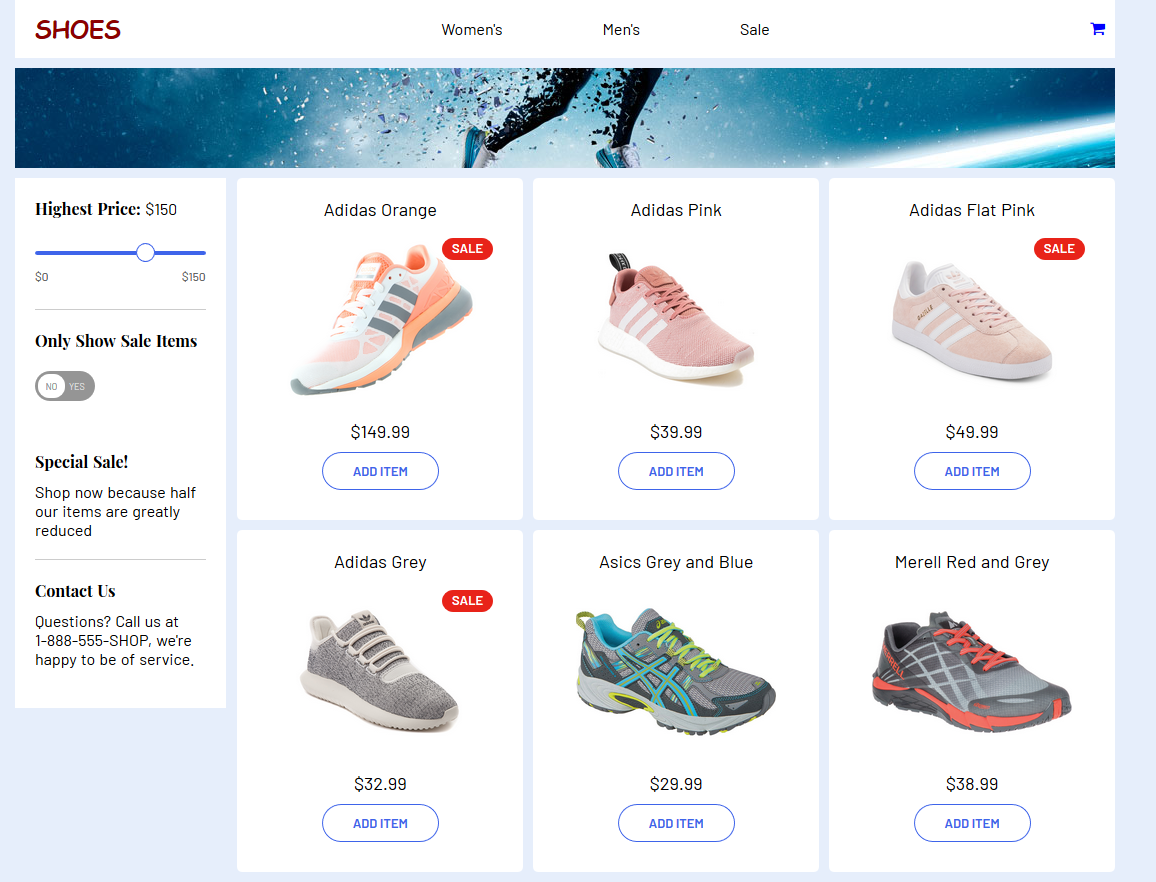 SHOES
Women's
Men's
Sale
Highest Price: $150
$0
$150
Only Show Sale Items
NO
YES
Special Sale!
Shop now because half
our items are greatly
reduced
Contact Us
Questions? Call us at
1-888-555-SHOP, we're
happy to be of service.
Adidas Orange
SALE
$149.99
ADD ITEM
Adidas Pink
$39.99
ADD ITEM
Adidas Flat Pink
SALE
GAZELLE
$49.99
ADD ITEM
Adidas Grey
SALE
$32.99
ADD ITEM
Asics Grey and Blue
$29.99
ADD ITEM
Merell Red and Grey
MERRELL
$38.99
ADD ITEM